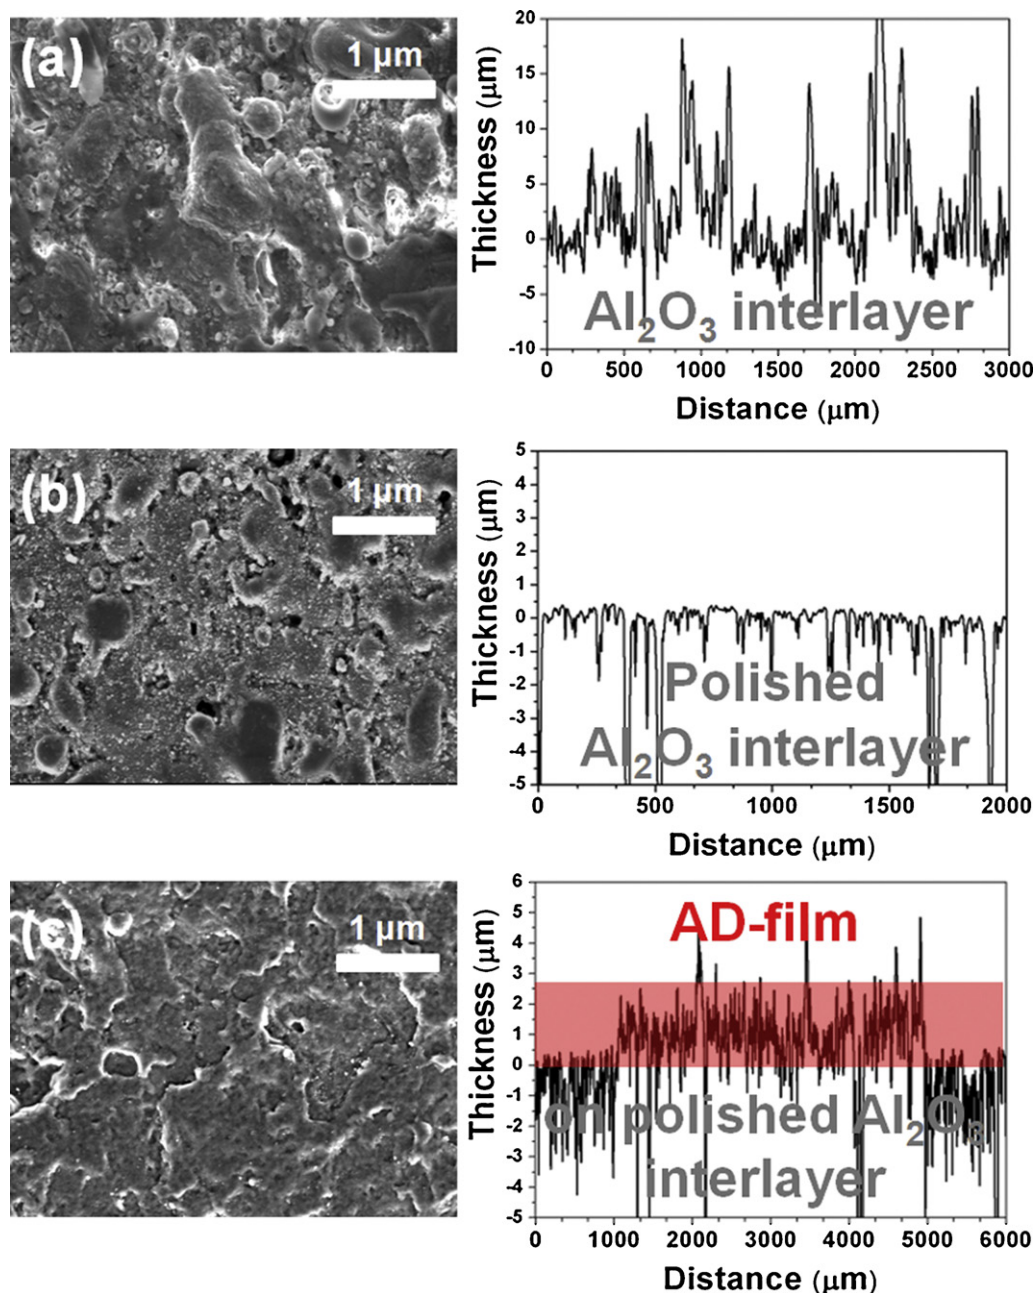 (a)
1 μm
Thickness (μm)
20
15
10
5
0
-5
-10
Al2O3 interlayer
0 500 1000 1500 2000 2500 3000
Distance (μm)
(b)
1 μm
Thickness (μm)
5
4
3
2
1
0
-1
-2
-3
-4
-5
Polished
Al2O3 interlayer
0 500 1000 1500 2000
Distance (μm)
(c)
1 μm
Thickness (μm)
6
5
4
3
2
1
0
-1
-2
-3
-4
-5
AD-film
on polished Al2O3
interlayer
0 1000 2000 3000 4000 5000 6000
Distance (μm)